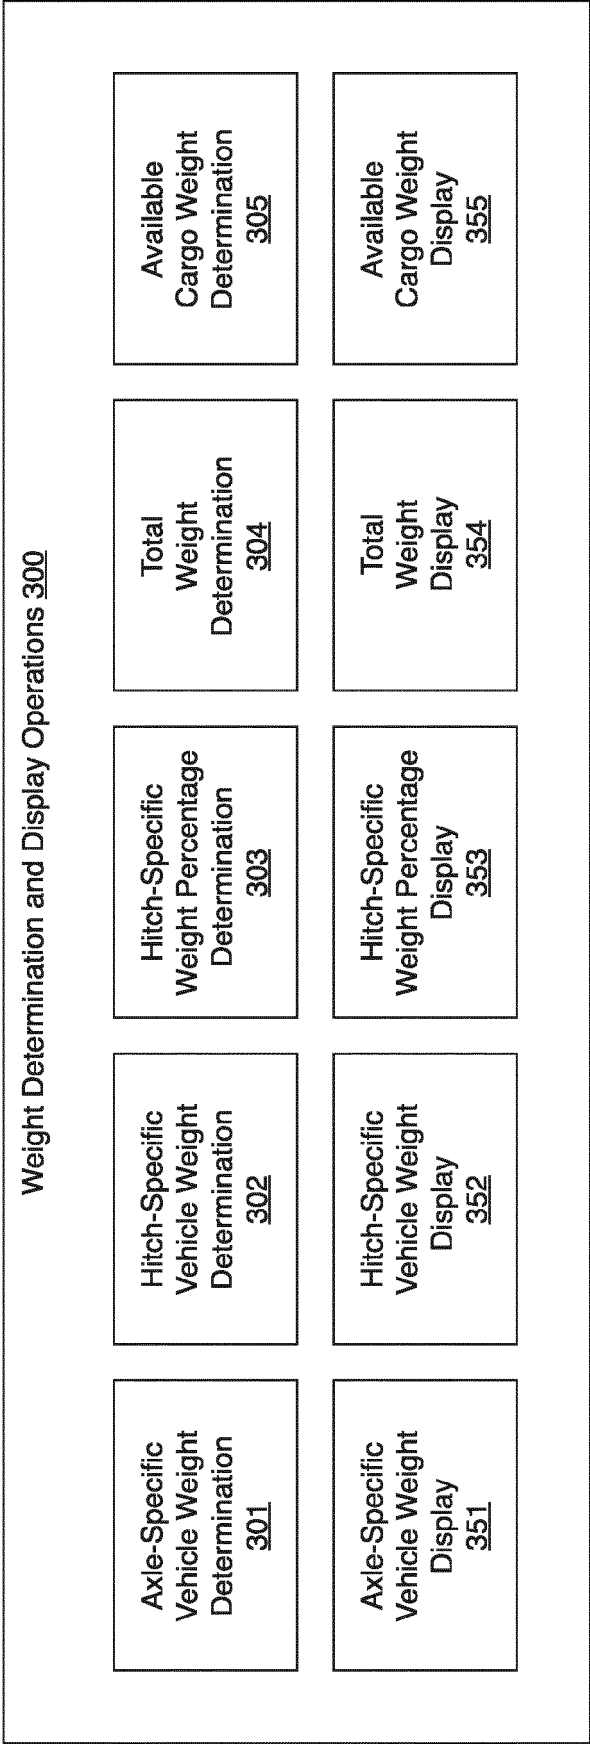 Weight Determination and Display Operations 300
Axle-Specific
Vehicle Weight
Determination
301
Hitch-Specific
Vehicle Weight
Determination
302
Hitch-Specific
Weight Percentage
Determination
303
Total
Weight
Determination
304
Available
Cargo Weight
Determination
305
Axle-Specific
Vehicle Weight
Display
351
Hitch-Specific
Vehicle Weight
Display
352
Hitch-Specific
Weight Percentage
Display
353
Total
Weight
Display
354
Available
Cargo Weight
Display
355